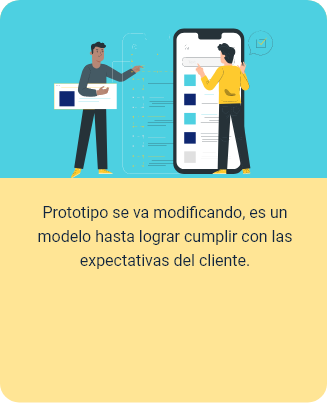 Prototipo se va modificando, es un
modelo hasta lograr cumplir con las
expectativas del cliente.